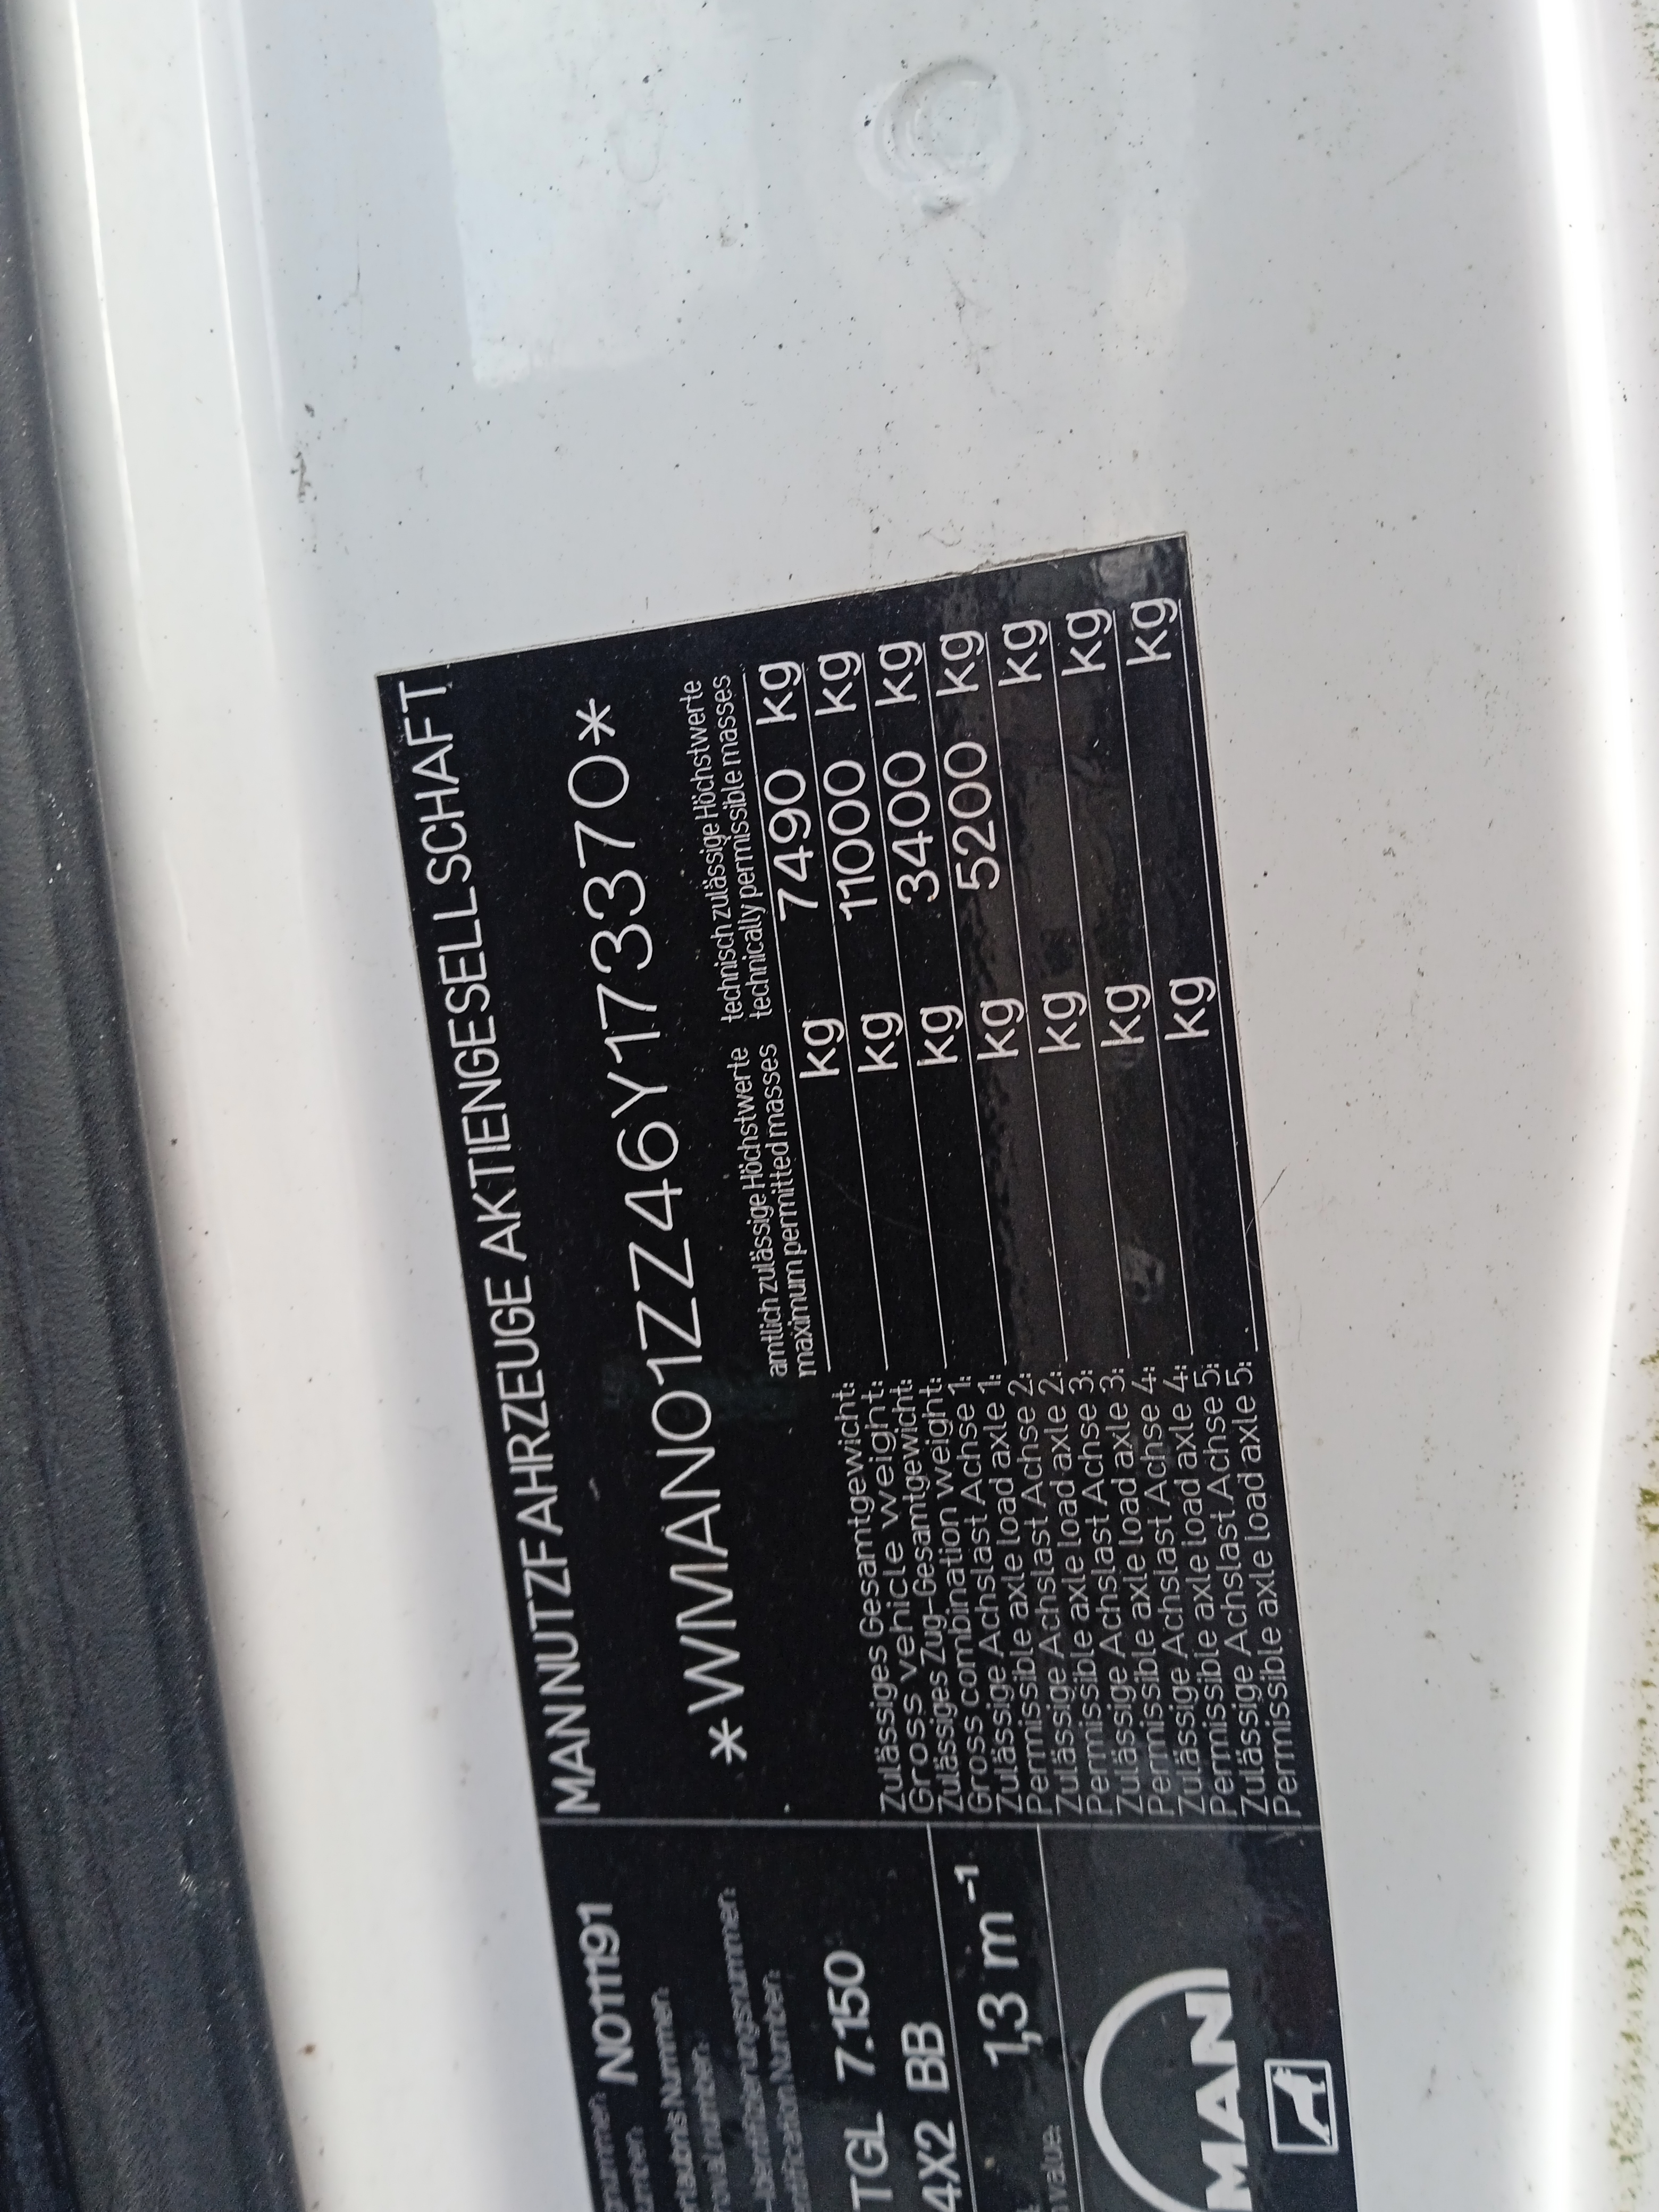 MAN NUTZFAHRZEUGE AKTIENGESELLSCHAFT
*WMAN01ZZ46Y173370*
amtlich zulässige Höchstwerte technisch zulässige Höchstwerte
maximum permitted masses technically permissible masses
Zulässiges Gesamtgewicht:
Gross vehicle weight: kg 7490 kg
Zulässiges Zug-Gesamtgewicht:
Gross combination weight: kg 11000 kg
Zulässige Achslast Achse 1:
Permissible axle load axle 1: kg 3400 kg
Zulässige Achslast Achse 2:
Permissible axle load axle 2: kg 5200 kg
Zulässige Achslast Achse 3:
Permissible axle load axle 3: kg kg
Zulässige Achslast Achse 4:
Permissible axle load axle 4: kg kg
Zulässige Achslast Achse 5:
Permissible axle load axle 5: kg kg
N011191
Nummer:
number:
Number:
TGL 7.150
4X2 BB
1,3 m⁻¹
value:
MAN